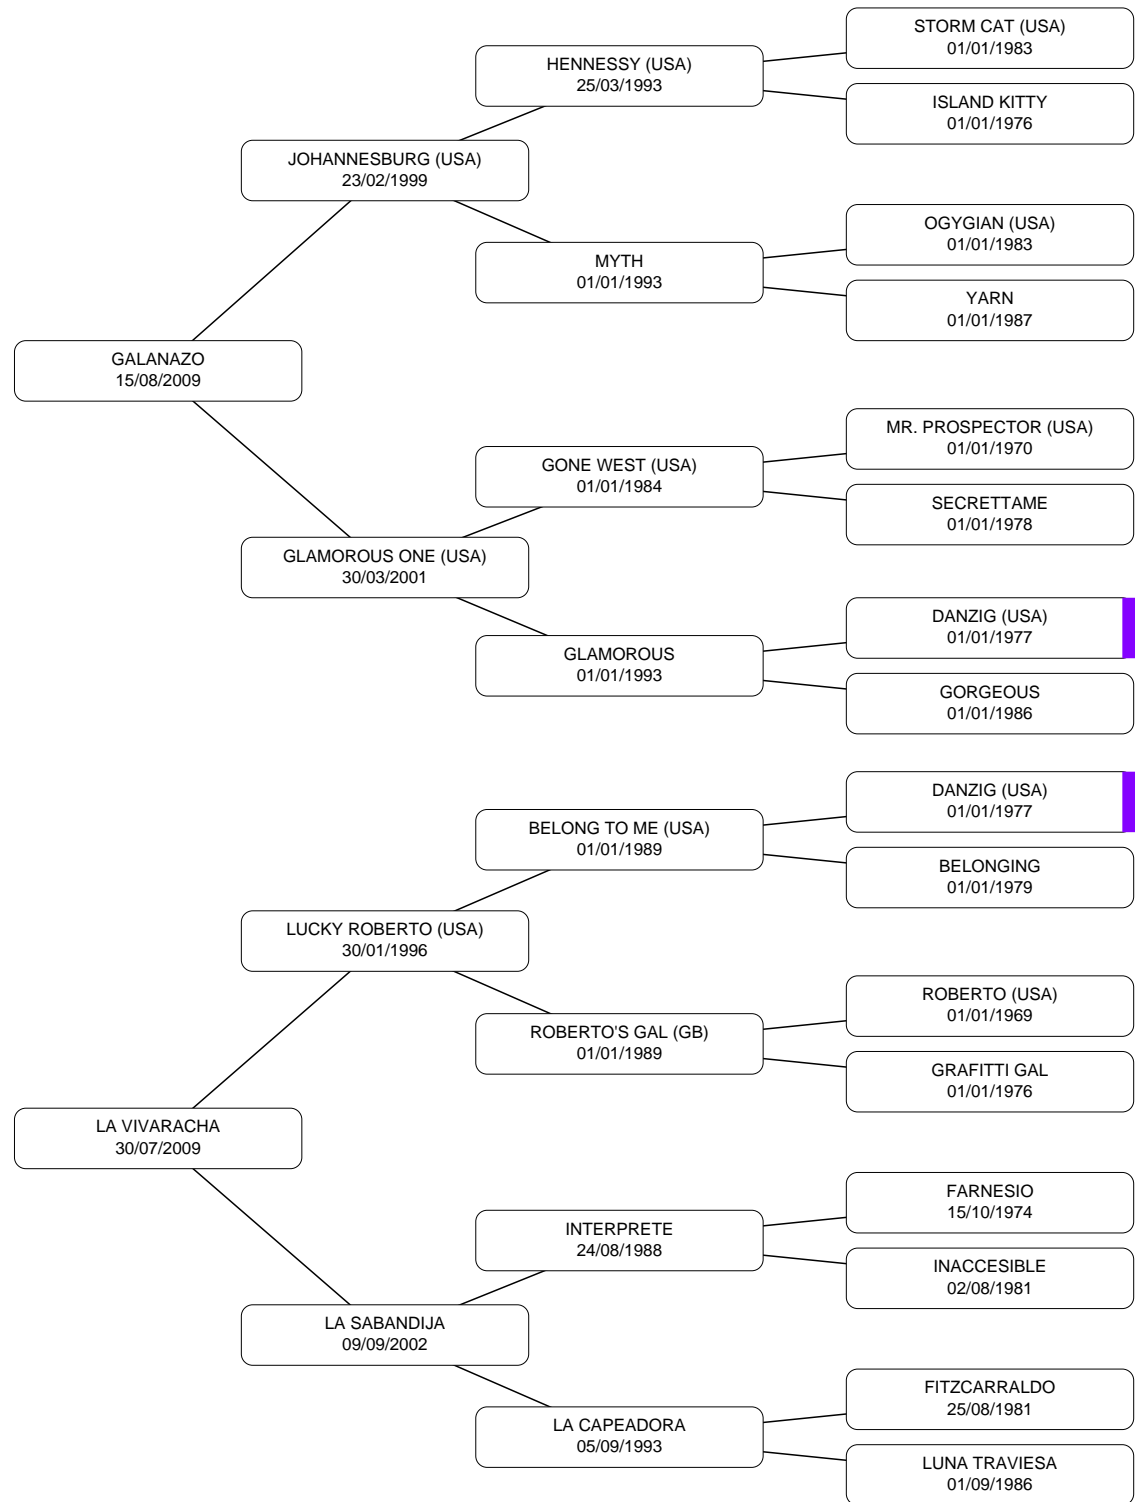 STORM CAT (USA)
01/01/1983
HENNESSY (USA)
25/03/1993
ISLAND KITTY
01/01/1976
JOHANNESBURG (USA)
23/02/1999
OGYGIAN (USA)
01/01/1983
MYTH
01/01/1993
YARN
01/01/1987
GALANAZO
15/08/2009
MR. PROSPECTOR (USA)
01/01/1970
GONE WEST (USA)
01/01/1984
SECRETTAME
01/01/1978
GLAMOROUS ONE (USA)
30/03/2001
DANZIG (USA)
01/01/1977
GLAMOROUS
01/01/1993
GORGEOUS
01/01/1986
DANZIG (USA)
01/01/1977
BELONG TO ME (USA)
01/01/1989
BELONGING
01/01/1979
LUCKY ROBERTO (USA)
30/01/1996
ROBERTO (USA)
01/01/1969
ROBERTO'S GAL (GB)
01/01/1989
GRAFITTI GAL
01/01/1976
LA VIVARACHA
30/07/2009
FARNESIO
15/10/1974
INTERPRETE
24/08/1988
INACCESIBLE
02/08/1981
LA SABANDIJA
09/09/2002
FITZCARRALDO
25/08/1981
LA CAPEADORA
05/09/1993
LUNA TRAVIESA
01/09/1986